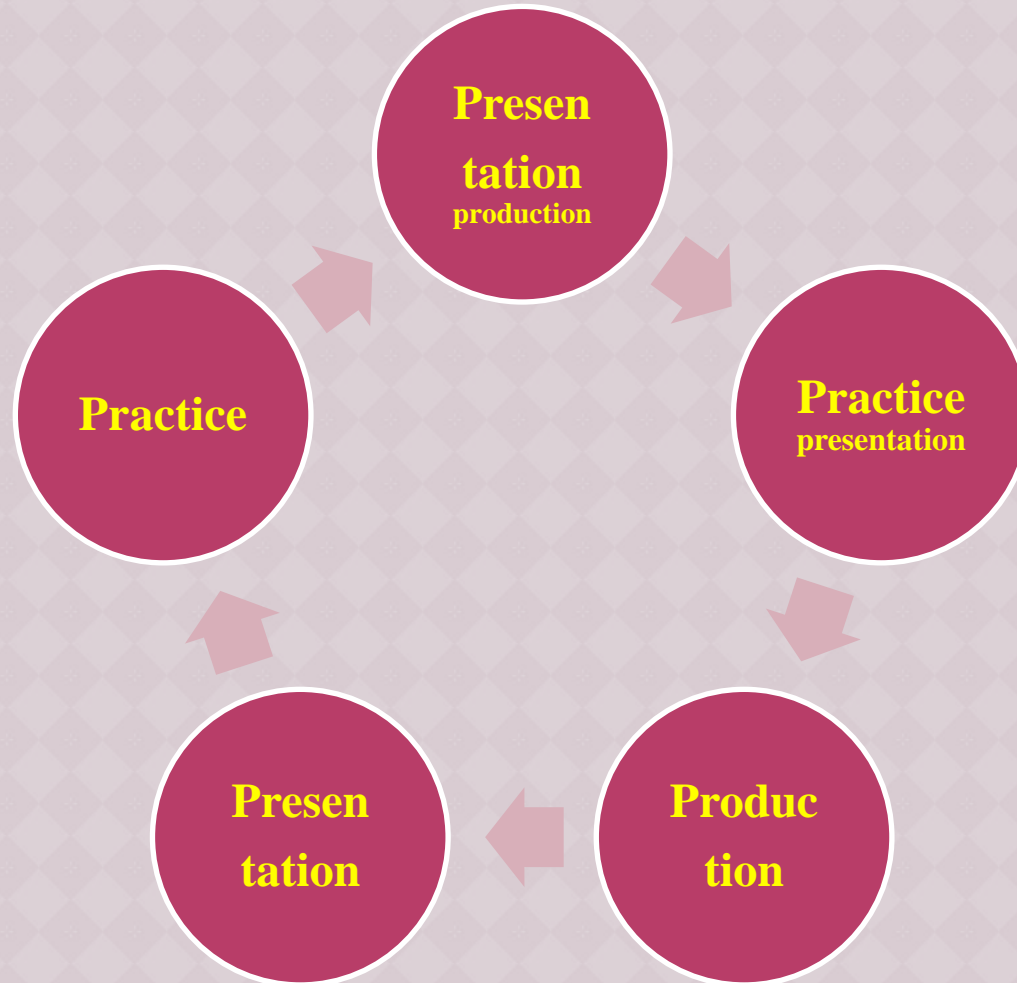 Presen
tation
production
Practice
presentation
Produc
tion
Presen
tation
Practice